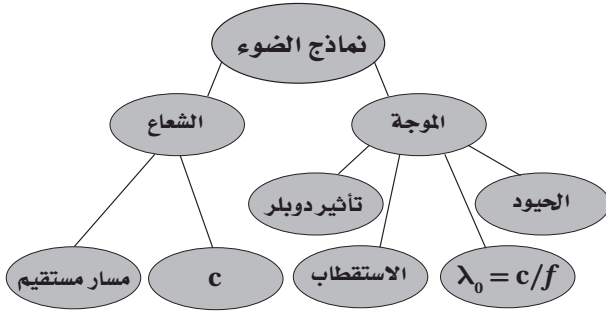 نماذج الضوء
الموجة
الشعاع
الحيود
تأثير دوبلر
λ₀ = c/f
الاستقطاب
c
مسار مستقيم